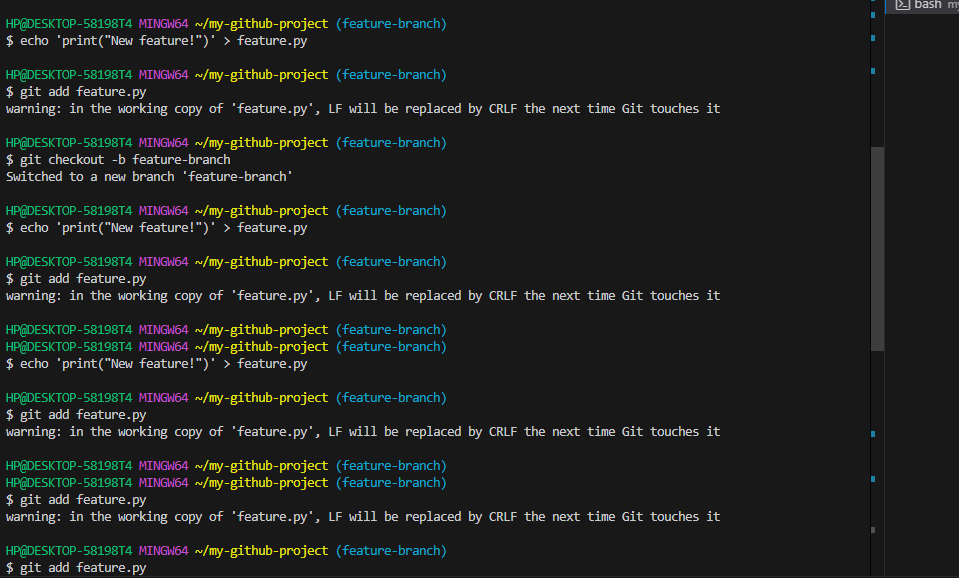 bash my
HP@DESKTOP-58198T4 MINGW64 ~/my-github-project (feature-branch)
$ echo 'print("New feature!")' > feature.py
HP@DESKTOP-58198T4 MINGW64 ~/my-github-project (feature-branch)
$ git add feature.py
warning: in the working copy of 'feature.py', LF will be replaced by CRLF the next time Git touches it
HP@DESKTOP-58198T4 MINGW64 ~/my-github-project (feature-branch)
$ git checkout -b feature-branch
Switched to a new branch 'feature-branch'
HP@DESKTOP-58198T4 MINGW64 ~/my-github-project (feature-branch)
$ echo 'print("New feature!")' > feature.py
HP@DESKTOP-58198T4 MINGW64 ~/my-github-project (feature-branch)
$ git add feature.py
warning: in the working copy of 'feature.py', LF will be replaced by CRLF the next time Git touches it
HP@DESKTOP-58198T4 MINGW64 ~/my-github-project (feature-branch)
HP@DESKTOP-58198T4 MINGW64 ~/my-github-project (feature-branch)
$ echo 'print("New feature!")' > feature.py
HP@DESKTOP-58198T4 MINGW64 ~/my-github-project (feature-branch)
$ git add feature.py
warning: in the working copy of 'feature.py', LF will be replaced by CRLF the next time Git touches it
HP@DESKTOP-58198T4 MINGW64 ~/my-github-project (feature-branch)
HP@DESKTOP-58198T4 MINGW64 ~/my-github-project (feature-branch)
$ git add feature.py
warning: in the working copy of 'feature.py', LF will be replaced by CRLF the next time Git touches it
HP@DESKTOP-58198T4 MINGW64 ~/my-github-project (feature-branch)
$ git add feature.py